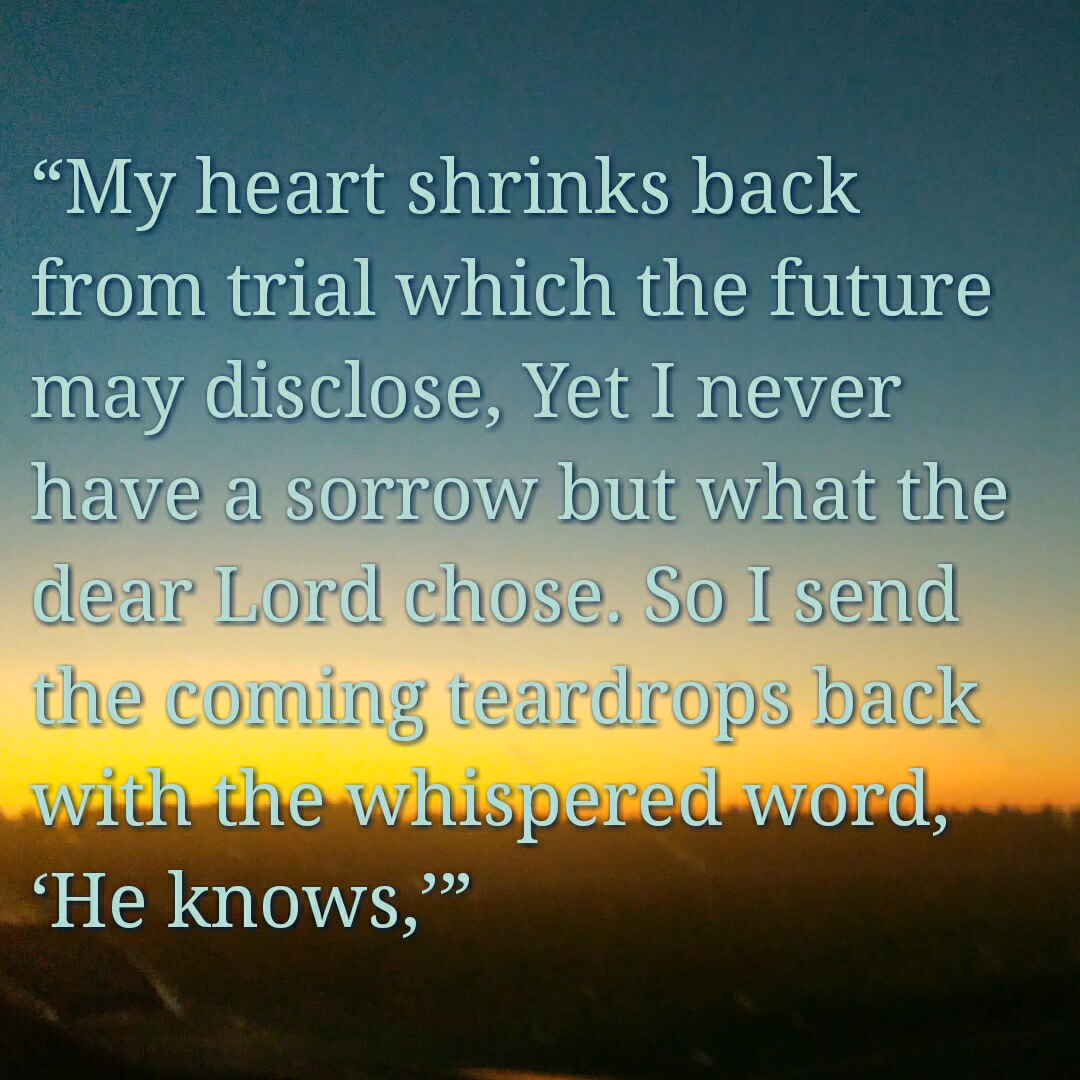 “My heart shrinks back
from trial which the future
may disclose, Yet I never
have a sorrow but what the
dear Lord chose. So I send
the coming teardrops back
with the whispered word,
‘He knows,’”